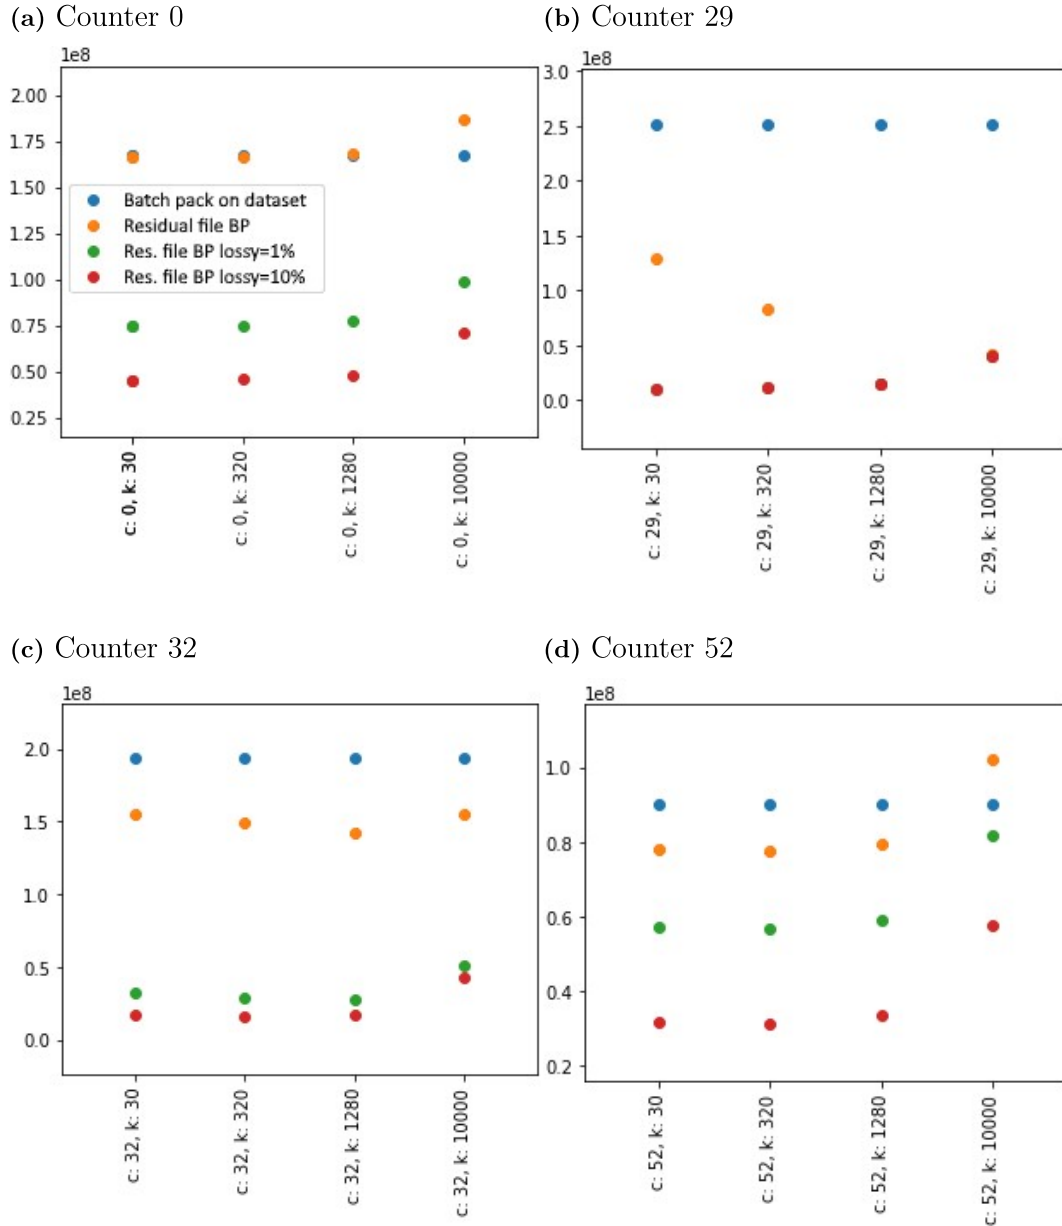 (a) Counter 0
1e8
2.00
1.75
1.50
1.25
1.00
0.75
0.50
0.25
Batch pack on dataset
Residual file BP
Res. file BP lossy=1%
Res. file BP lossy=10%
c: 0, k: 30
c: 0, k: 320
c: 0, k: 1280
c: 0, k: 10000
(b) Counter 29
1e8
3.0
2.5
2.0
1.5
1.0
0.5
0.0
c: 29, k: 30
c: 29, k: 320
c: 29, k: 1280
c: 29, k: 10000
(c) Counter 32
1e8
2.0
1.5
1.0
0.5
0.0
c: 32, k: 30
c: 32, k: 320
c: 32, k: 1280
c: 32, k: 10000
(d) Counter 52
1e8
1.0
0.8
0.6
0.4
0.2
c: 52, k: 30
c: 52, k: 320
c: 52, k: 1280
c: 52, k: 10000